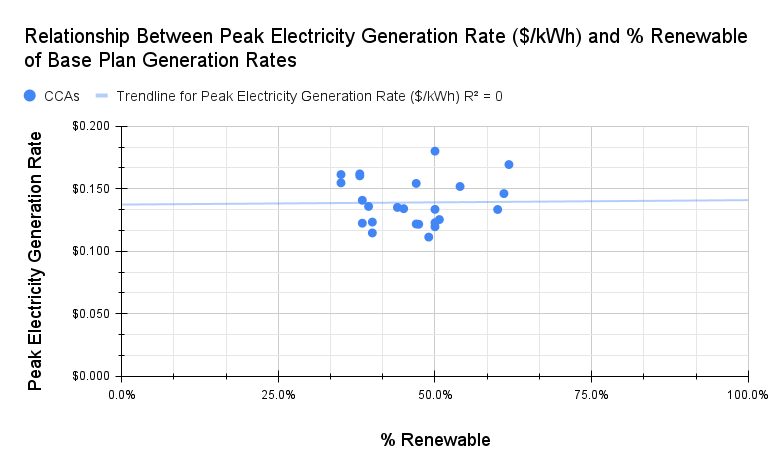 Relationship Between Peak Electricity Generation Rate ($/kWh) and % Renewable
of Base Plan Generation Rates
CCAs
Trendline for Peak Electricity Generation Rate ($/kWh) R² = 0
Peak Electricity Generation Rate
$0.200
$0.150
$0.100
$0.050
$0.000
0.0%
25.0%
50.0%
75.0%
100.0%
% Renewable